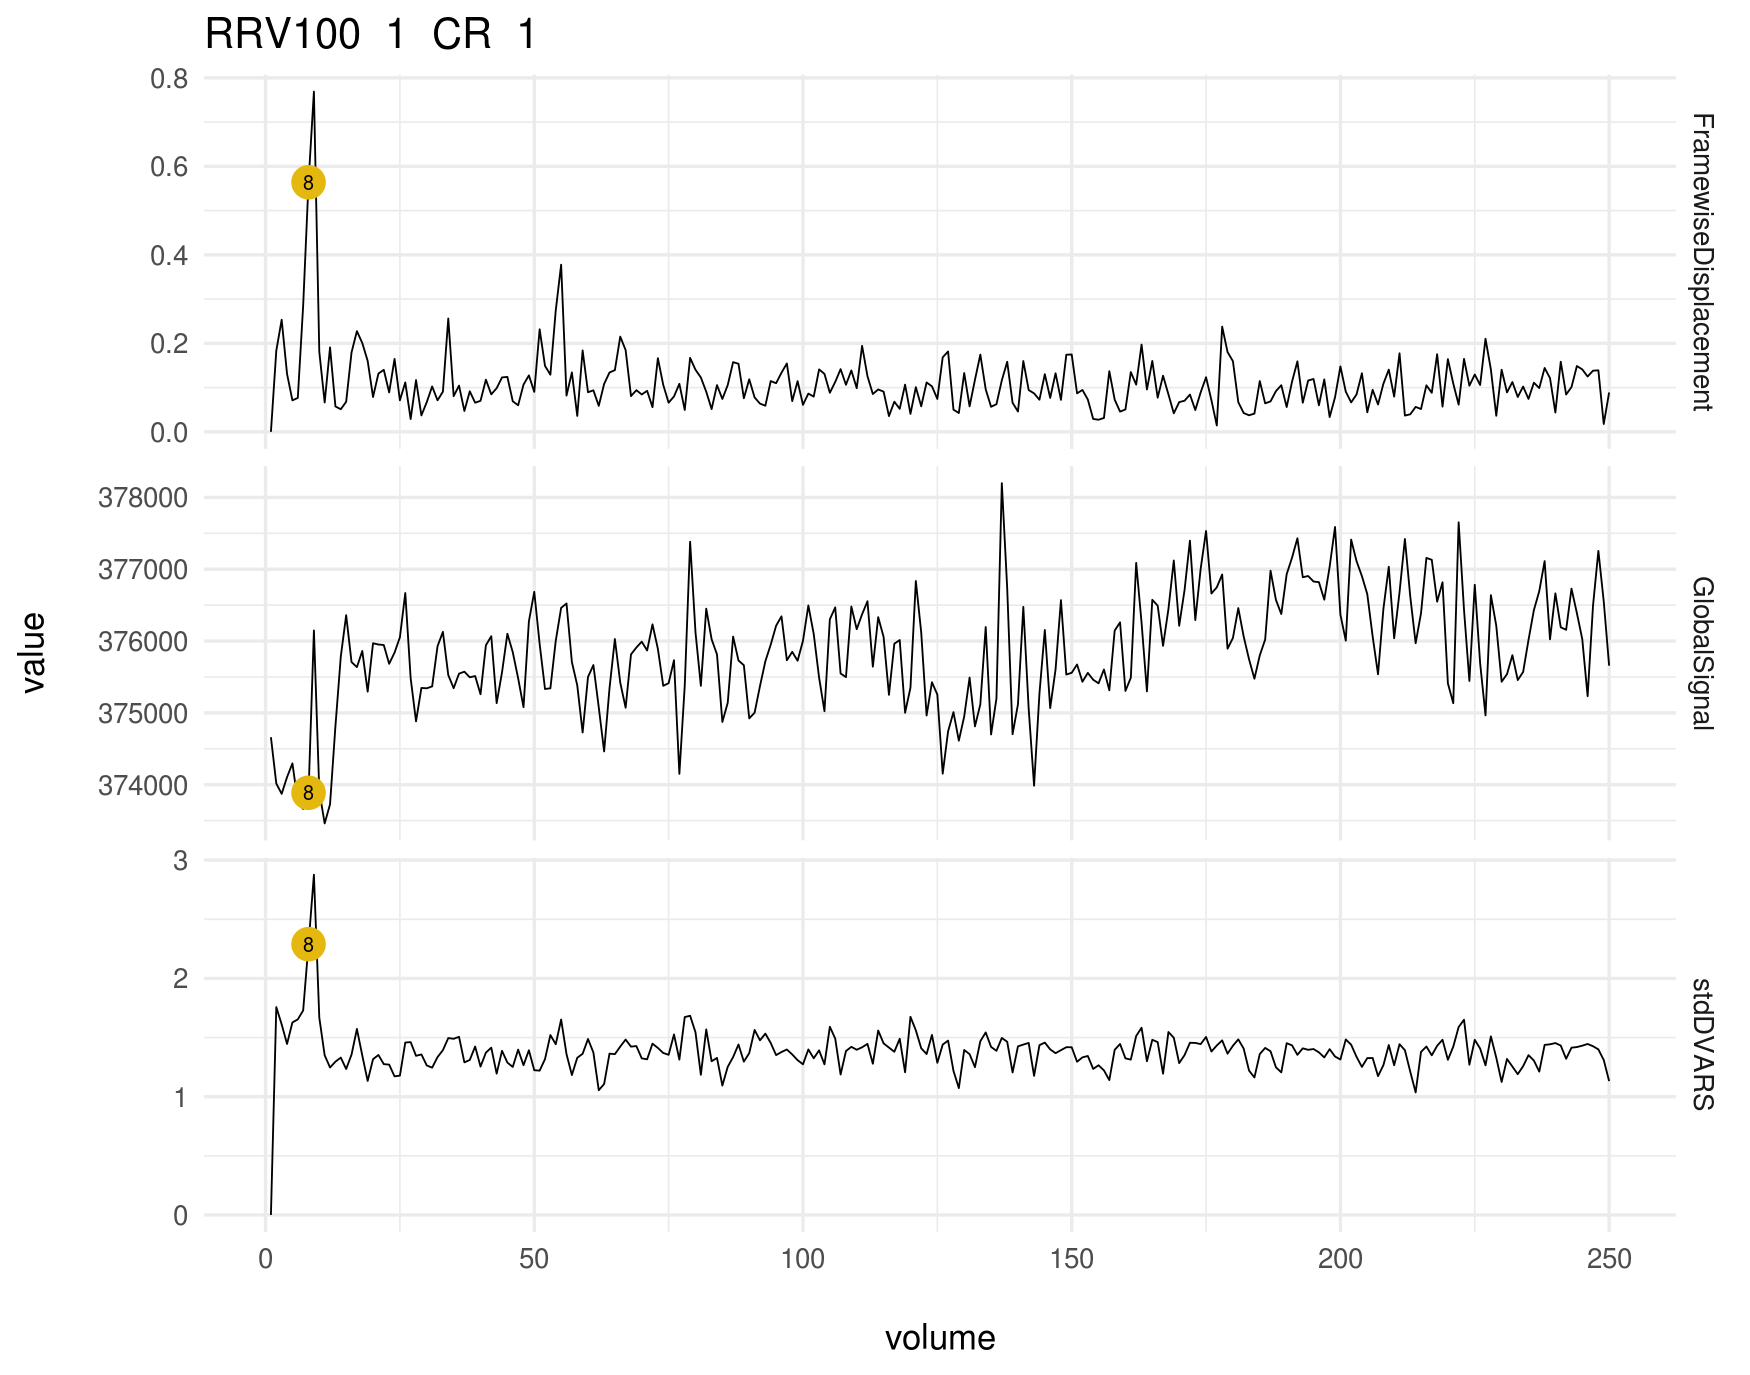 RRV100 1 CR 1
0.8
0.6
0.4
0.2
0.0
8
FramewiseDisplacement
378000
377000
376000
375000
374000
8
GlobalSignal
value
3
2
1
0
8
stdDVARS
0 50 100 150 200 250
volume